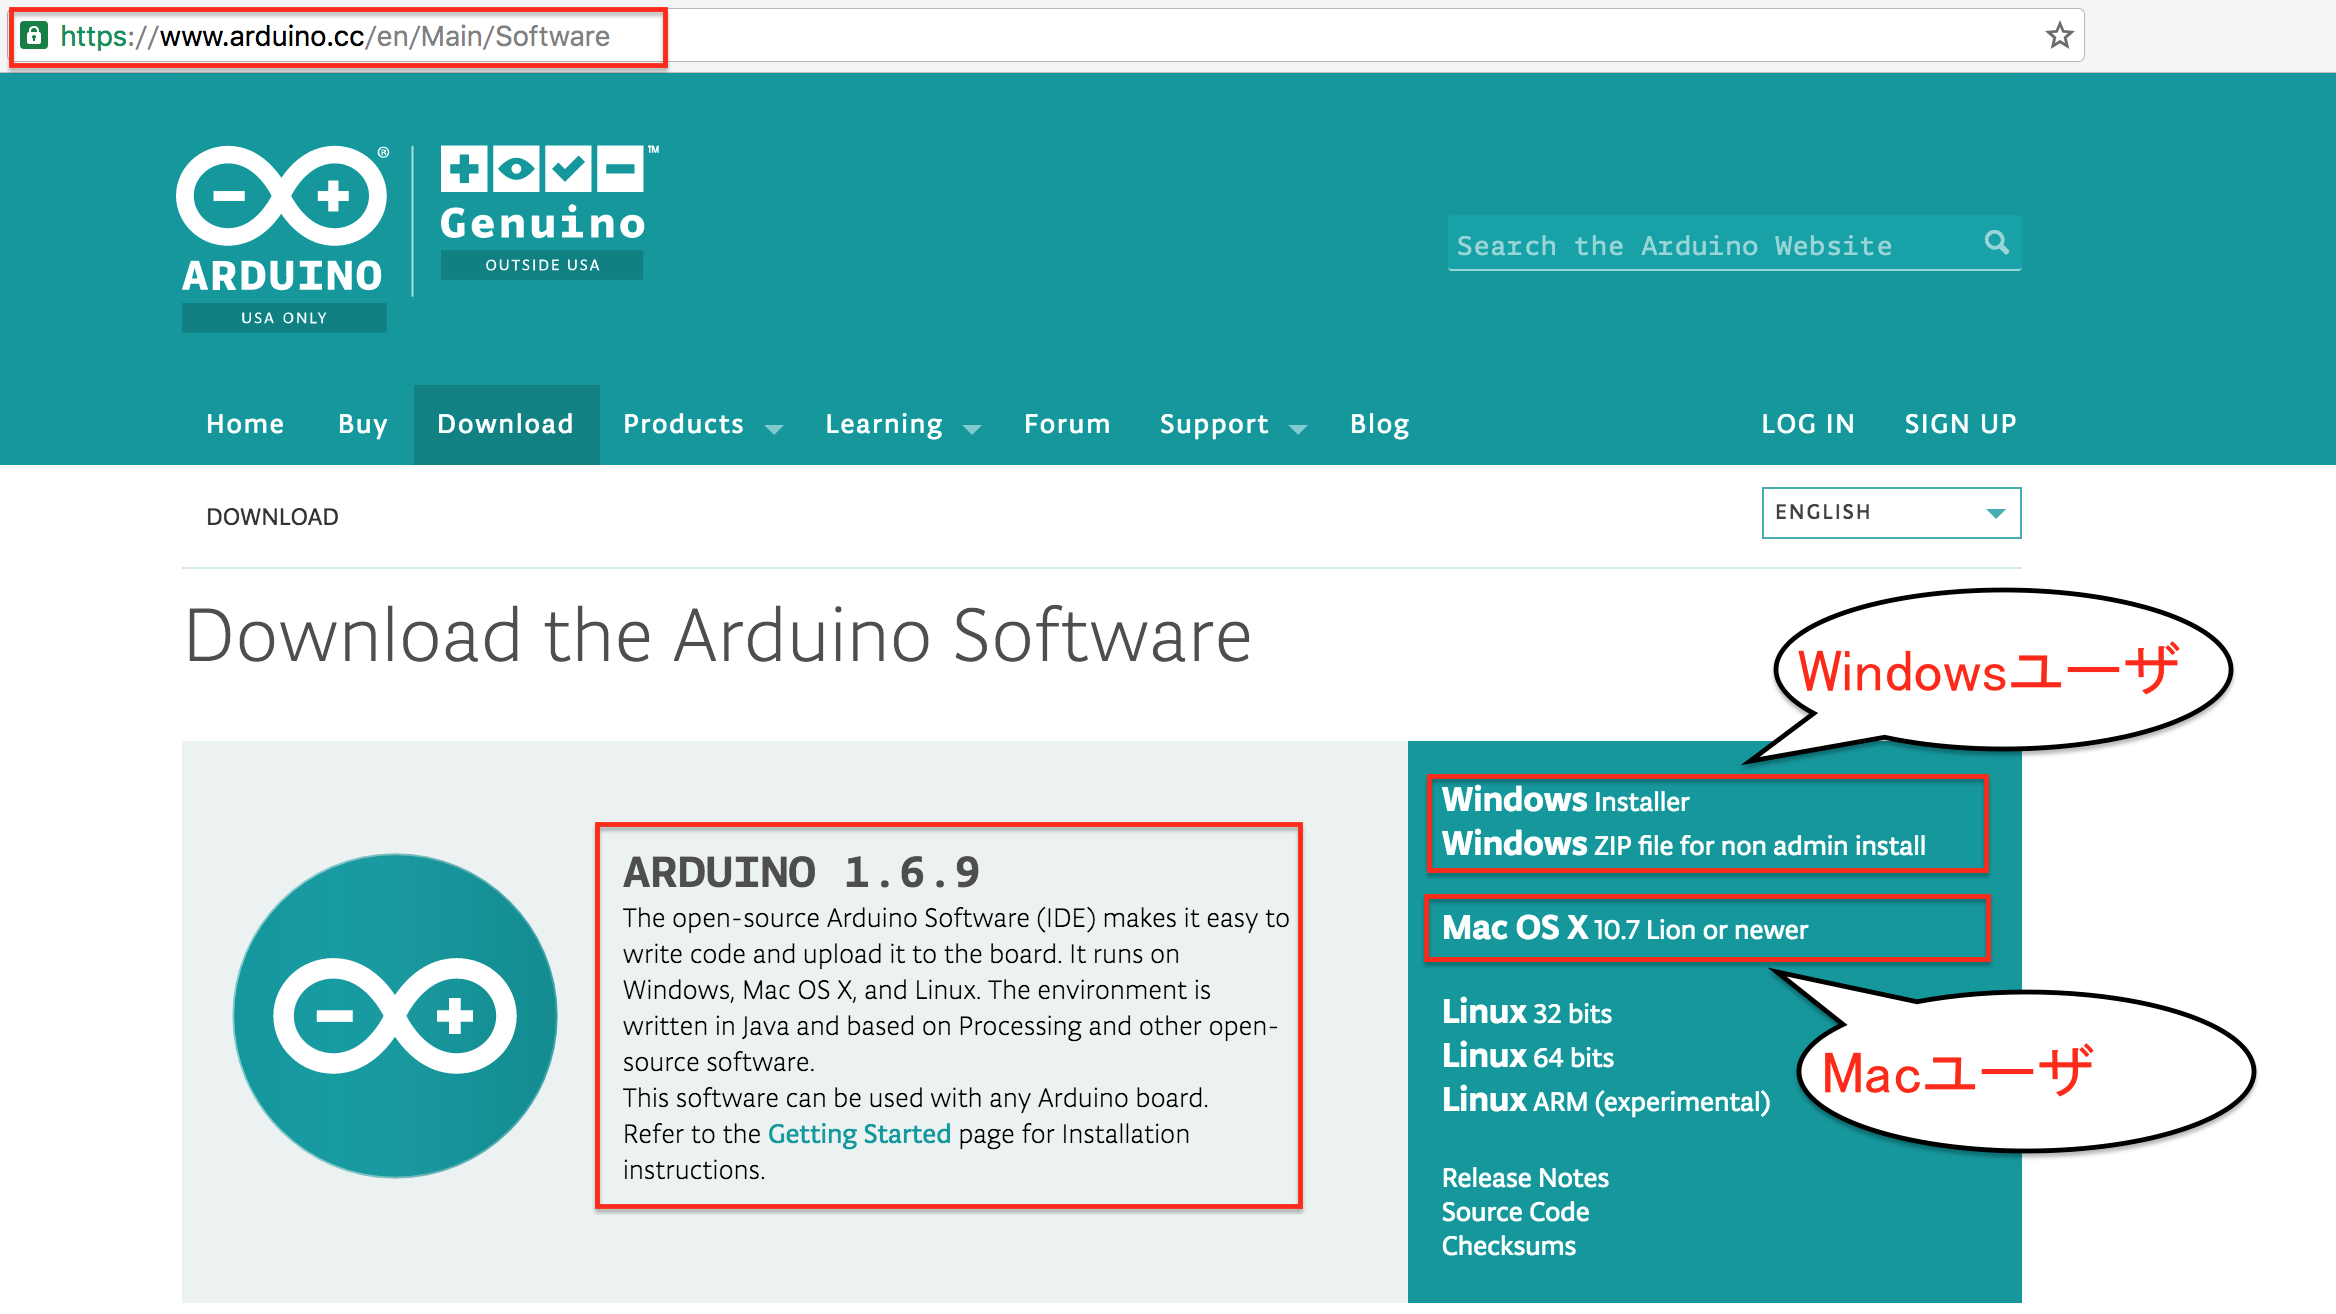 https://www.arduino.cc/en/Main/Software
ARDUINO
USA ONLY
Genuino
OUTSIDE USA
Search the Arduino Website
Home Buy Download Products Learning Forum Support Blog LOG IN SIGN UP
DOWNLOAD
ENGLISH
Download the Arduino Software
Windowsユーザ
ARDUINO 1.6.9
The open-source Arduino Software (IDE) makes it easy to
write code and upload it to the board. It runs on
Windows, Mac OS X, and Linux. The environment is
written in Java and based on Processing and other open-
source software.
This software can be used with any Arduino board.
Refer to the Getting Started page for Installation
instructions.
Windows Installer
Windows ZIP file for non admin install
Mac OS X 10.7 Lion or newer
Macユーザ
Linux 32 bits
Linux 64 bits
Linux ARM (experimental)
Release Notes
Source Code
Checksums